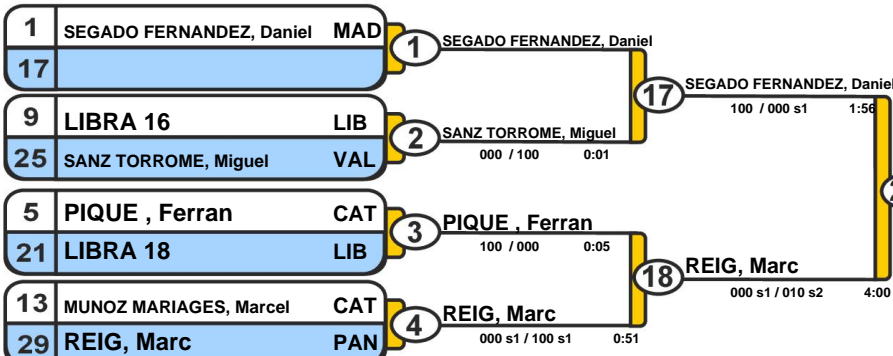 1 SEGADO FERNANDEZ, Daniel MAD
17
1
SEGADO FERNANDEZ, Daniel
9 LIBRA 16 LIB
25 SANZ TORROME, Miguel VAL
2
SANZ TORROME, Miguel
000 / 100 0:01
17
SEGADO FERNANDEZ, Daniel
100 / 000 s1 1:56
5 PIQUE , Ferran CAT
21 LIBRA 18 LIB
3
PIQUE , Ferran
100 / 000 0:05
13 MUNOZ MARIAGES, Marcel CAT
29 REIG, Marc PAN
4
REIG, Marc
000 s1 / 100 s1 0:51
18
REIG, Marc
000 s1 / 010 s2 4:00